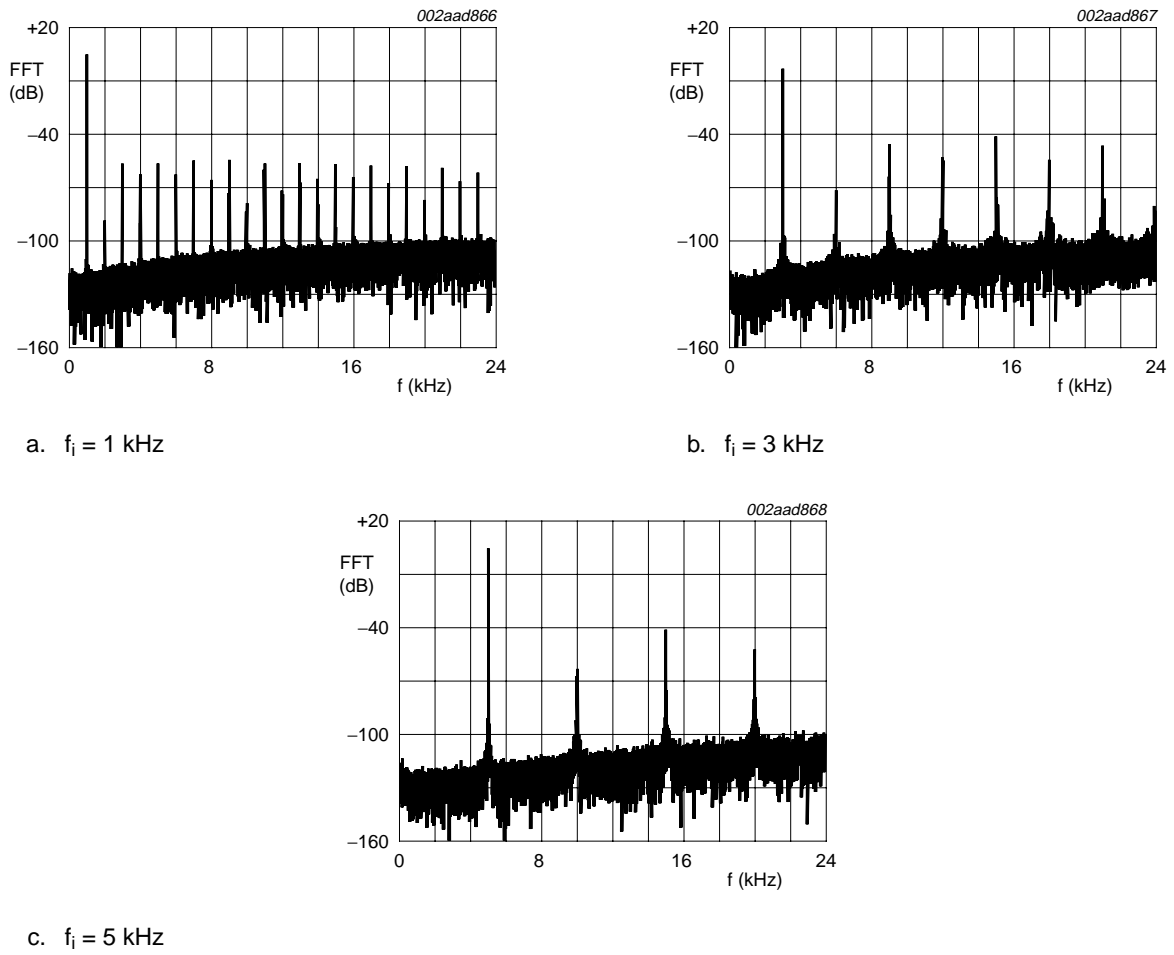 002aad866
+20
FFT
(dB)
−40
−100
−160
0 8 16 24
f (kHz)
a. fi = 1 kHz
002aad867
+20
FFT
(dB)
−40
−100
−160
0 8 16 24
f (kHz)
b. fi = 3 kHz
002aad868
+20
FFT
(dB)
−40
−100
−160
0 8 16 24
f (kHz)
c. fi = 5 kHz